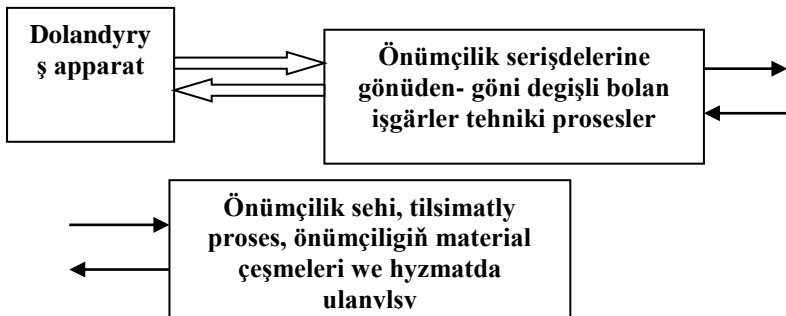 Dolandyry
ş apparat
Önümçilik serişdelerine
gönüden- göni degişli bolan
işgärler tehniki prosesler
Önümçilik sehi, tilsimatly
proses, önümçiligiň material
çeşmeleri we hyzmatda
ulanvlsv